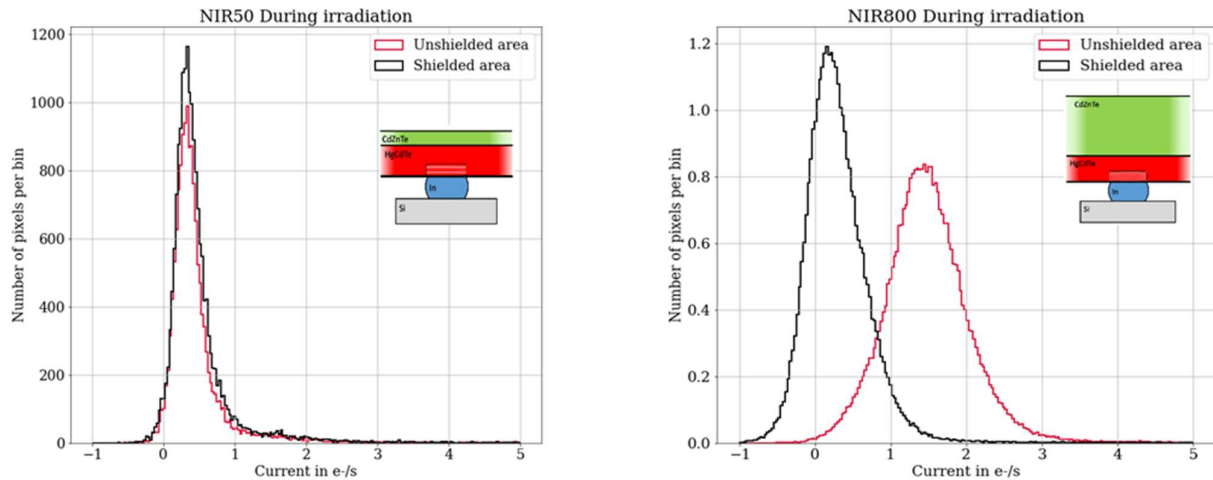 NIR50 During irradiation
Number of pixels per bin
1200
1000
800
600
400
200
0
Unshielded area
Shielded area
CdZnTe
HgCdTe
In
Si
−1 0 1 2 3 4 5
Current in e-/s
NIR800 During irradiation
Number of pixels per bin
1.2
1.0
0.8
0.6
0.4
0.2
0.0
Unshielded area
Shielded area
CdZnTe
HgCdTe
In
Si
−1 0 1 2 3 4 5
Current in e-/s